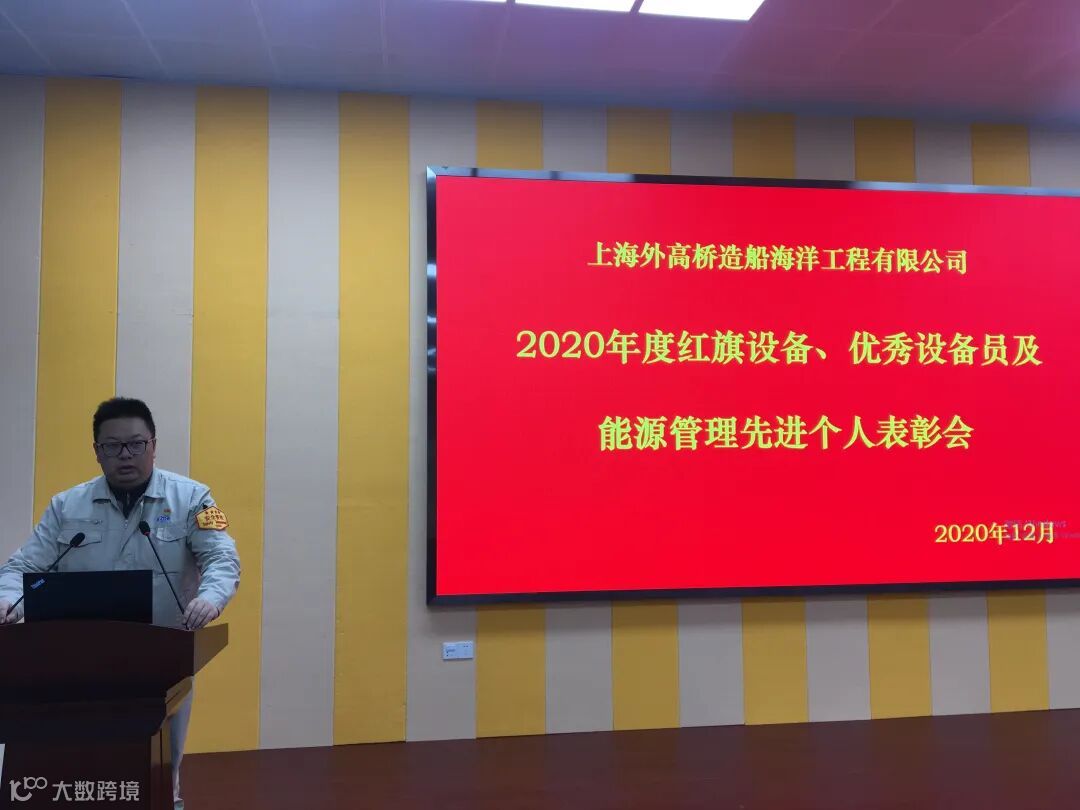 上海外高桥造船海洋工程有限公司
2020年度红旗设备、优秀设备员及
能源管理先进个人表彰会
2020年12月
大数跨境